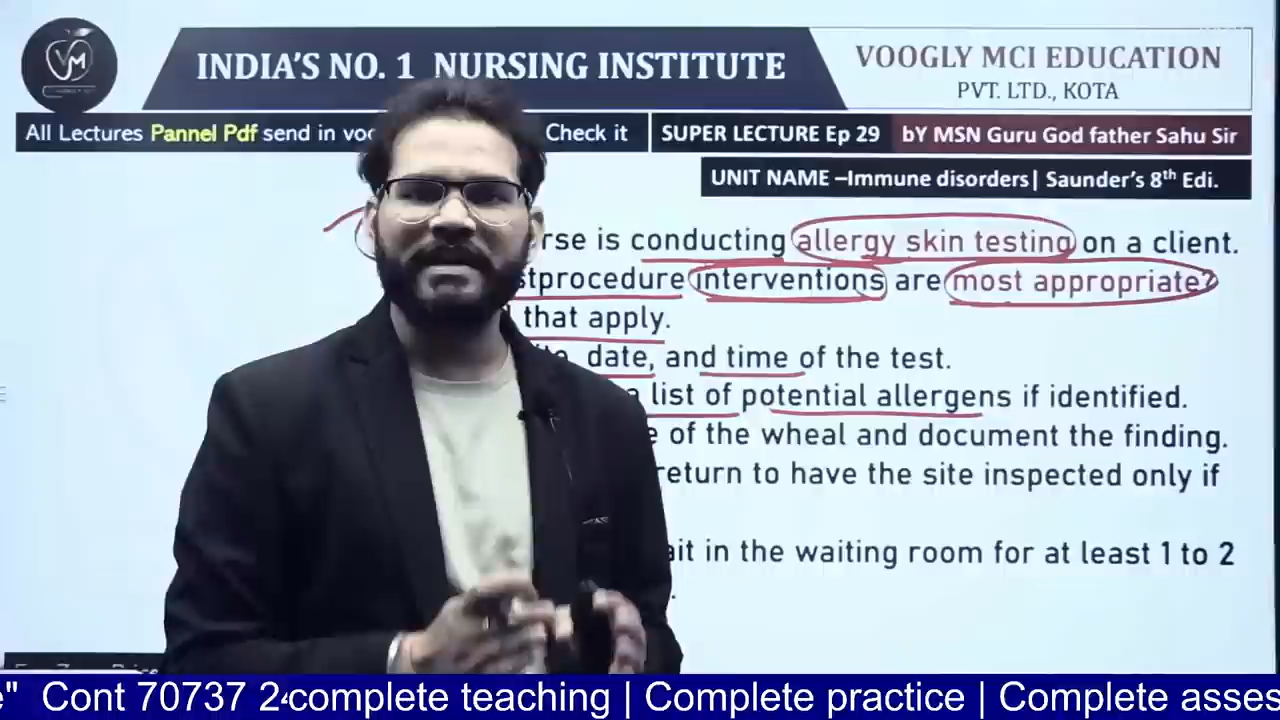 VM
INDIA'S NO. 1 NURSING INSTITUTE
VOOGLY MCI EDUCATION
PVT. LTD., KOTA
All Lectures Pannel Pdf send in voo
Check it
SUPER LECTURE Ep 29
bY MSN Guru God father Sahu Sir
UNIT NAME –Immune disorders| Saunder's 8th Edi.
rse is conducting allergy skin testing on a client.
stprocedure interventions are most appropriate?
that apply.
date, and time of the test.
list of potential allergens if identified.
e of the wheal and document the finding.
return to have the site inspected only if
ait in the waiting room for at least 1 to 2
e" Cont 70737 24complete teaching | Complete practice | Complete asses